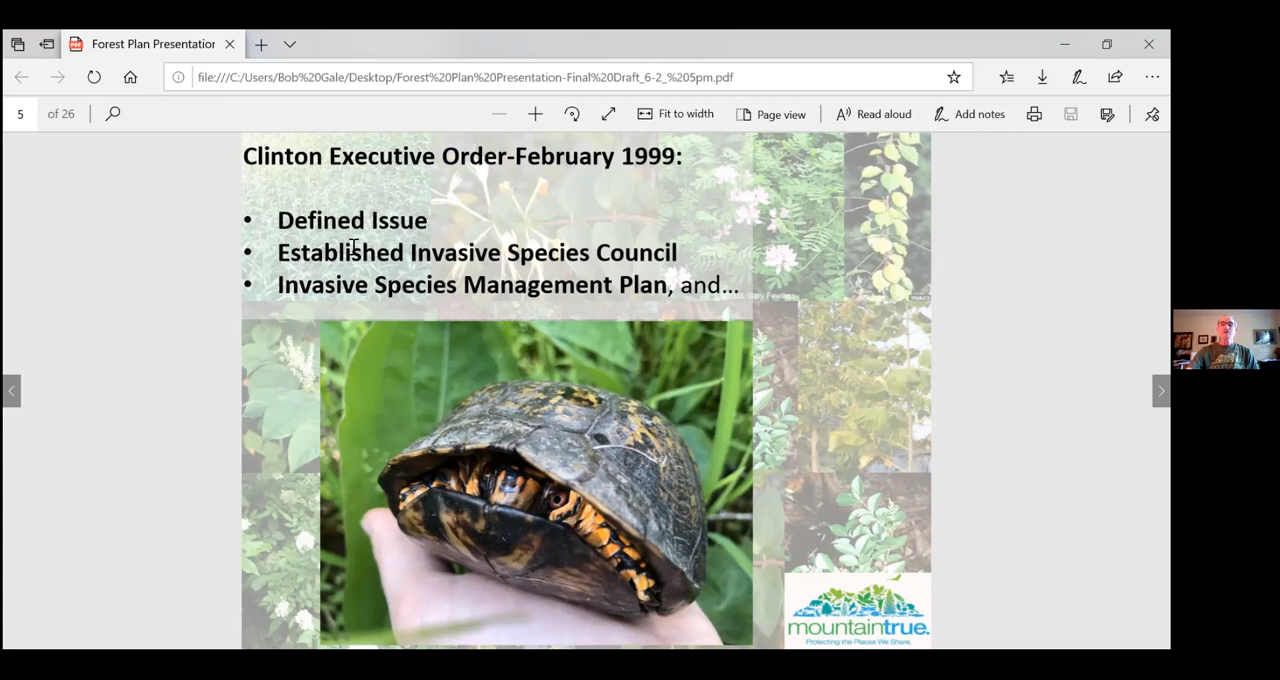 Forest Plan Presentation
file:///C:/Users/Bob%20Gale/Desktop/Forest%20Plan%20Presentation-Final%20Draft_6-2_%205pm.pdf
5 of 26
Fit to width
Page view
Read aloud
Add notes
Clinton Executive Order-February 1999:
• Defined Issue
• Established Invasive Species Council
• Invasive Species Management Plan, and...
mountaintrue.
Protecting the Places We Share.